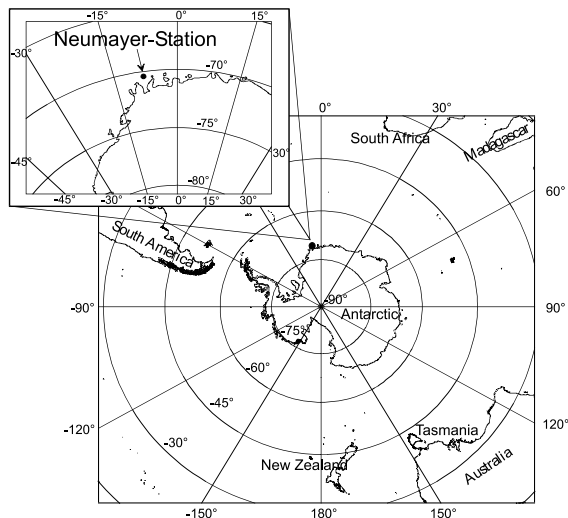 -15° 0° 15°
Neumayer-Station
-30°
-70°
-75°
-45°
30°
-80°
-45° -30° -15° 0° 15° 30° 40°
0° 30°
South Africa
Madagascar
60°
South America
-90°
-90°
Antarctic
90°
-75°
-60°
-45°
-30°
-120°
120°
Tasmania
New Zealand
Australia
-150° -180° 150°